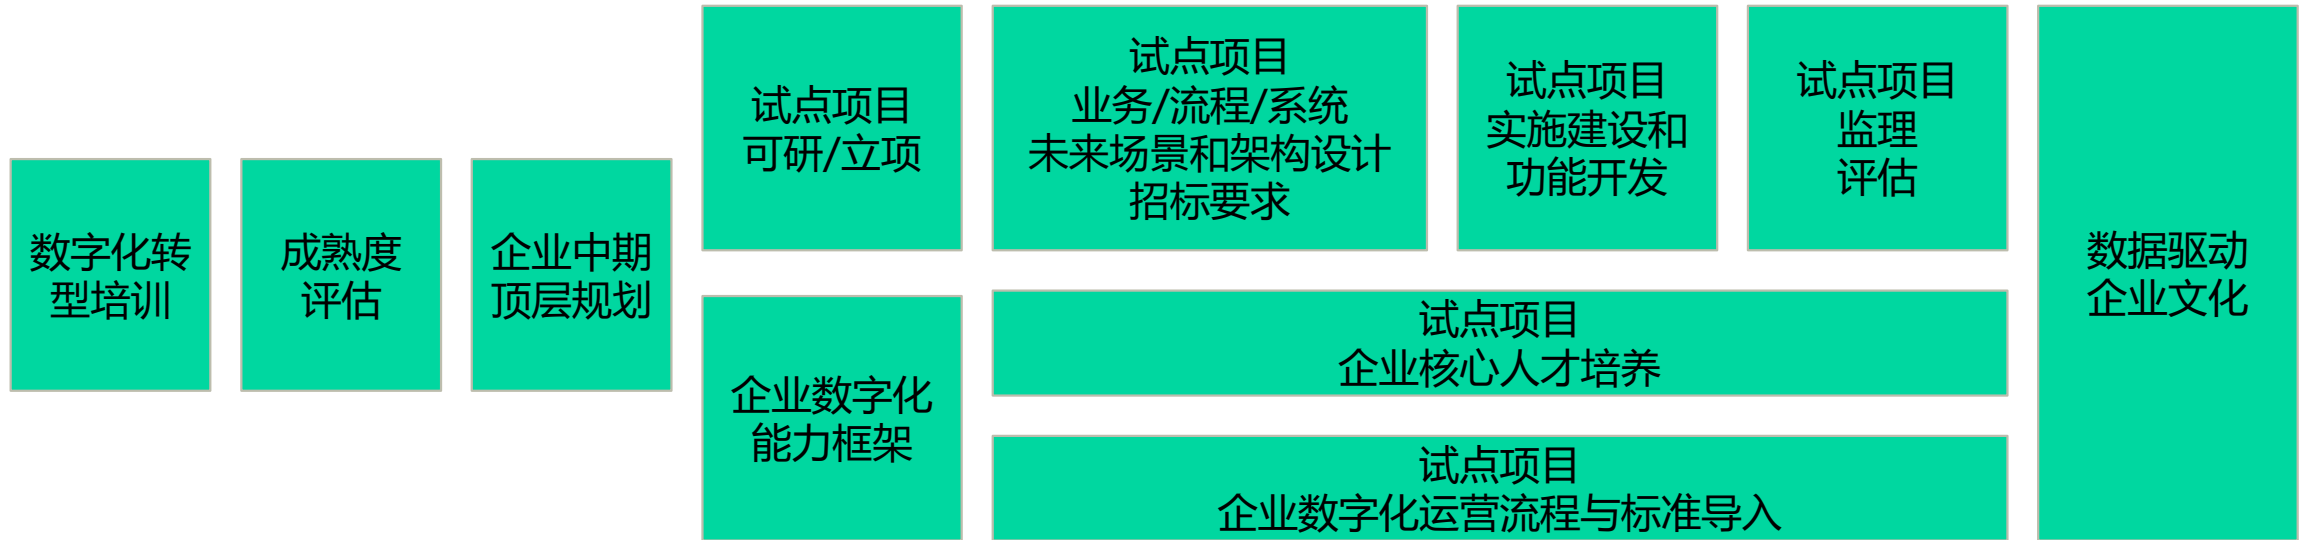 数字化转
型培训
成熟度
评估
企业中期
顶层规划
试点项目
可研/立项
企业数字化
能力框架
试点项目
业务/流程/系统
未来场景和架构设计
招标要求
试点项目
实施建设和
功能开发
试点项目
监理
评估
试点项目
企业核心人才培养
试点项目
企业数字化运营流程与标准导入
数据驱动
企业文化